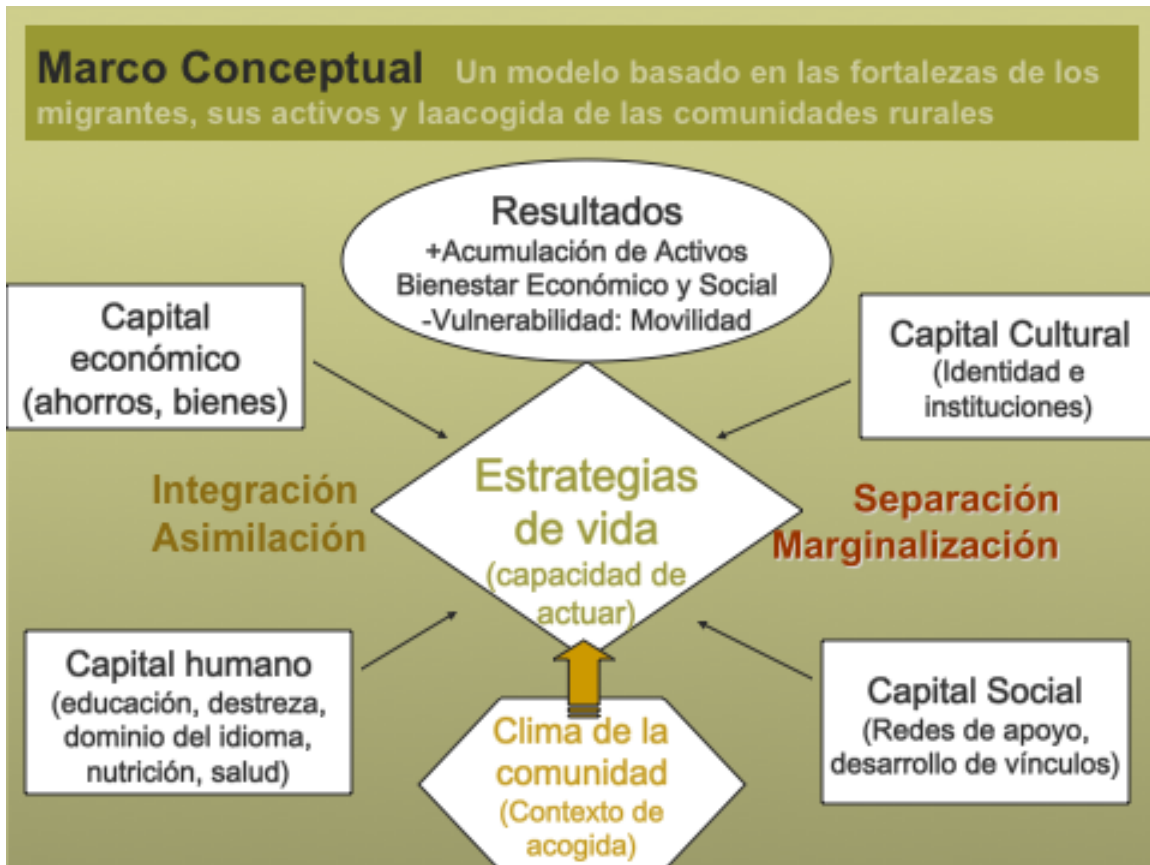 Marco Conceptual Un modelo basado en las fortalezas de los
migrantes, sus activos y laacogida de las comunidades rurales
Resultados
+Acumulación de Activos
Bienestar Económico y Social
-Vulnerabilidad: Movilidad
Capital
económico
(ahorros, bienes)
Capital Cultural
(Identidad e
instituciones)
Estrategias
de vida
(capacidad de
actuar)
Integración
Asimilación
Separación
Marginalización
Capital humano
(educación, destreza,
dominio del idioma,
nutrición, salud)
Clima de la
comunidad
(Contexto de
acogida)
Capital Social
(Redes de apoyo,
desarrollo de vínculos)